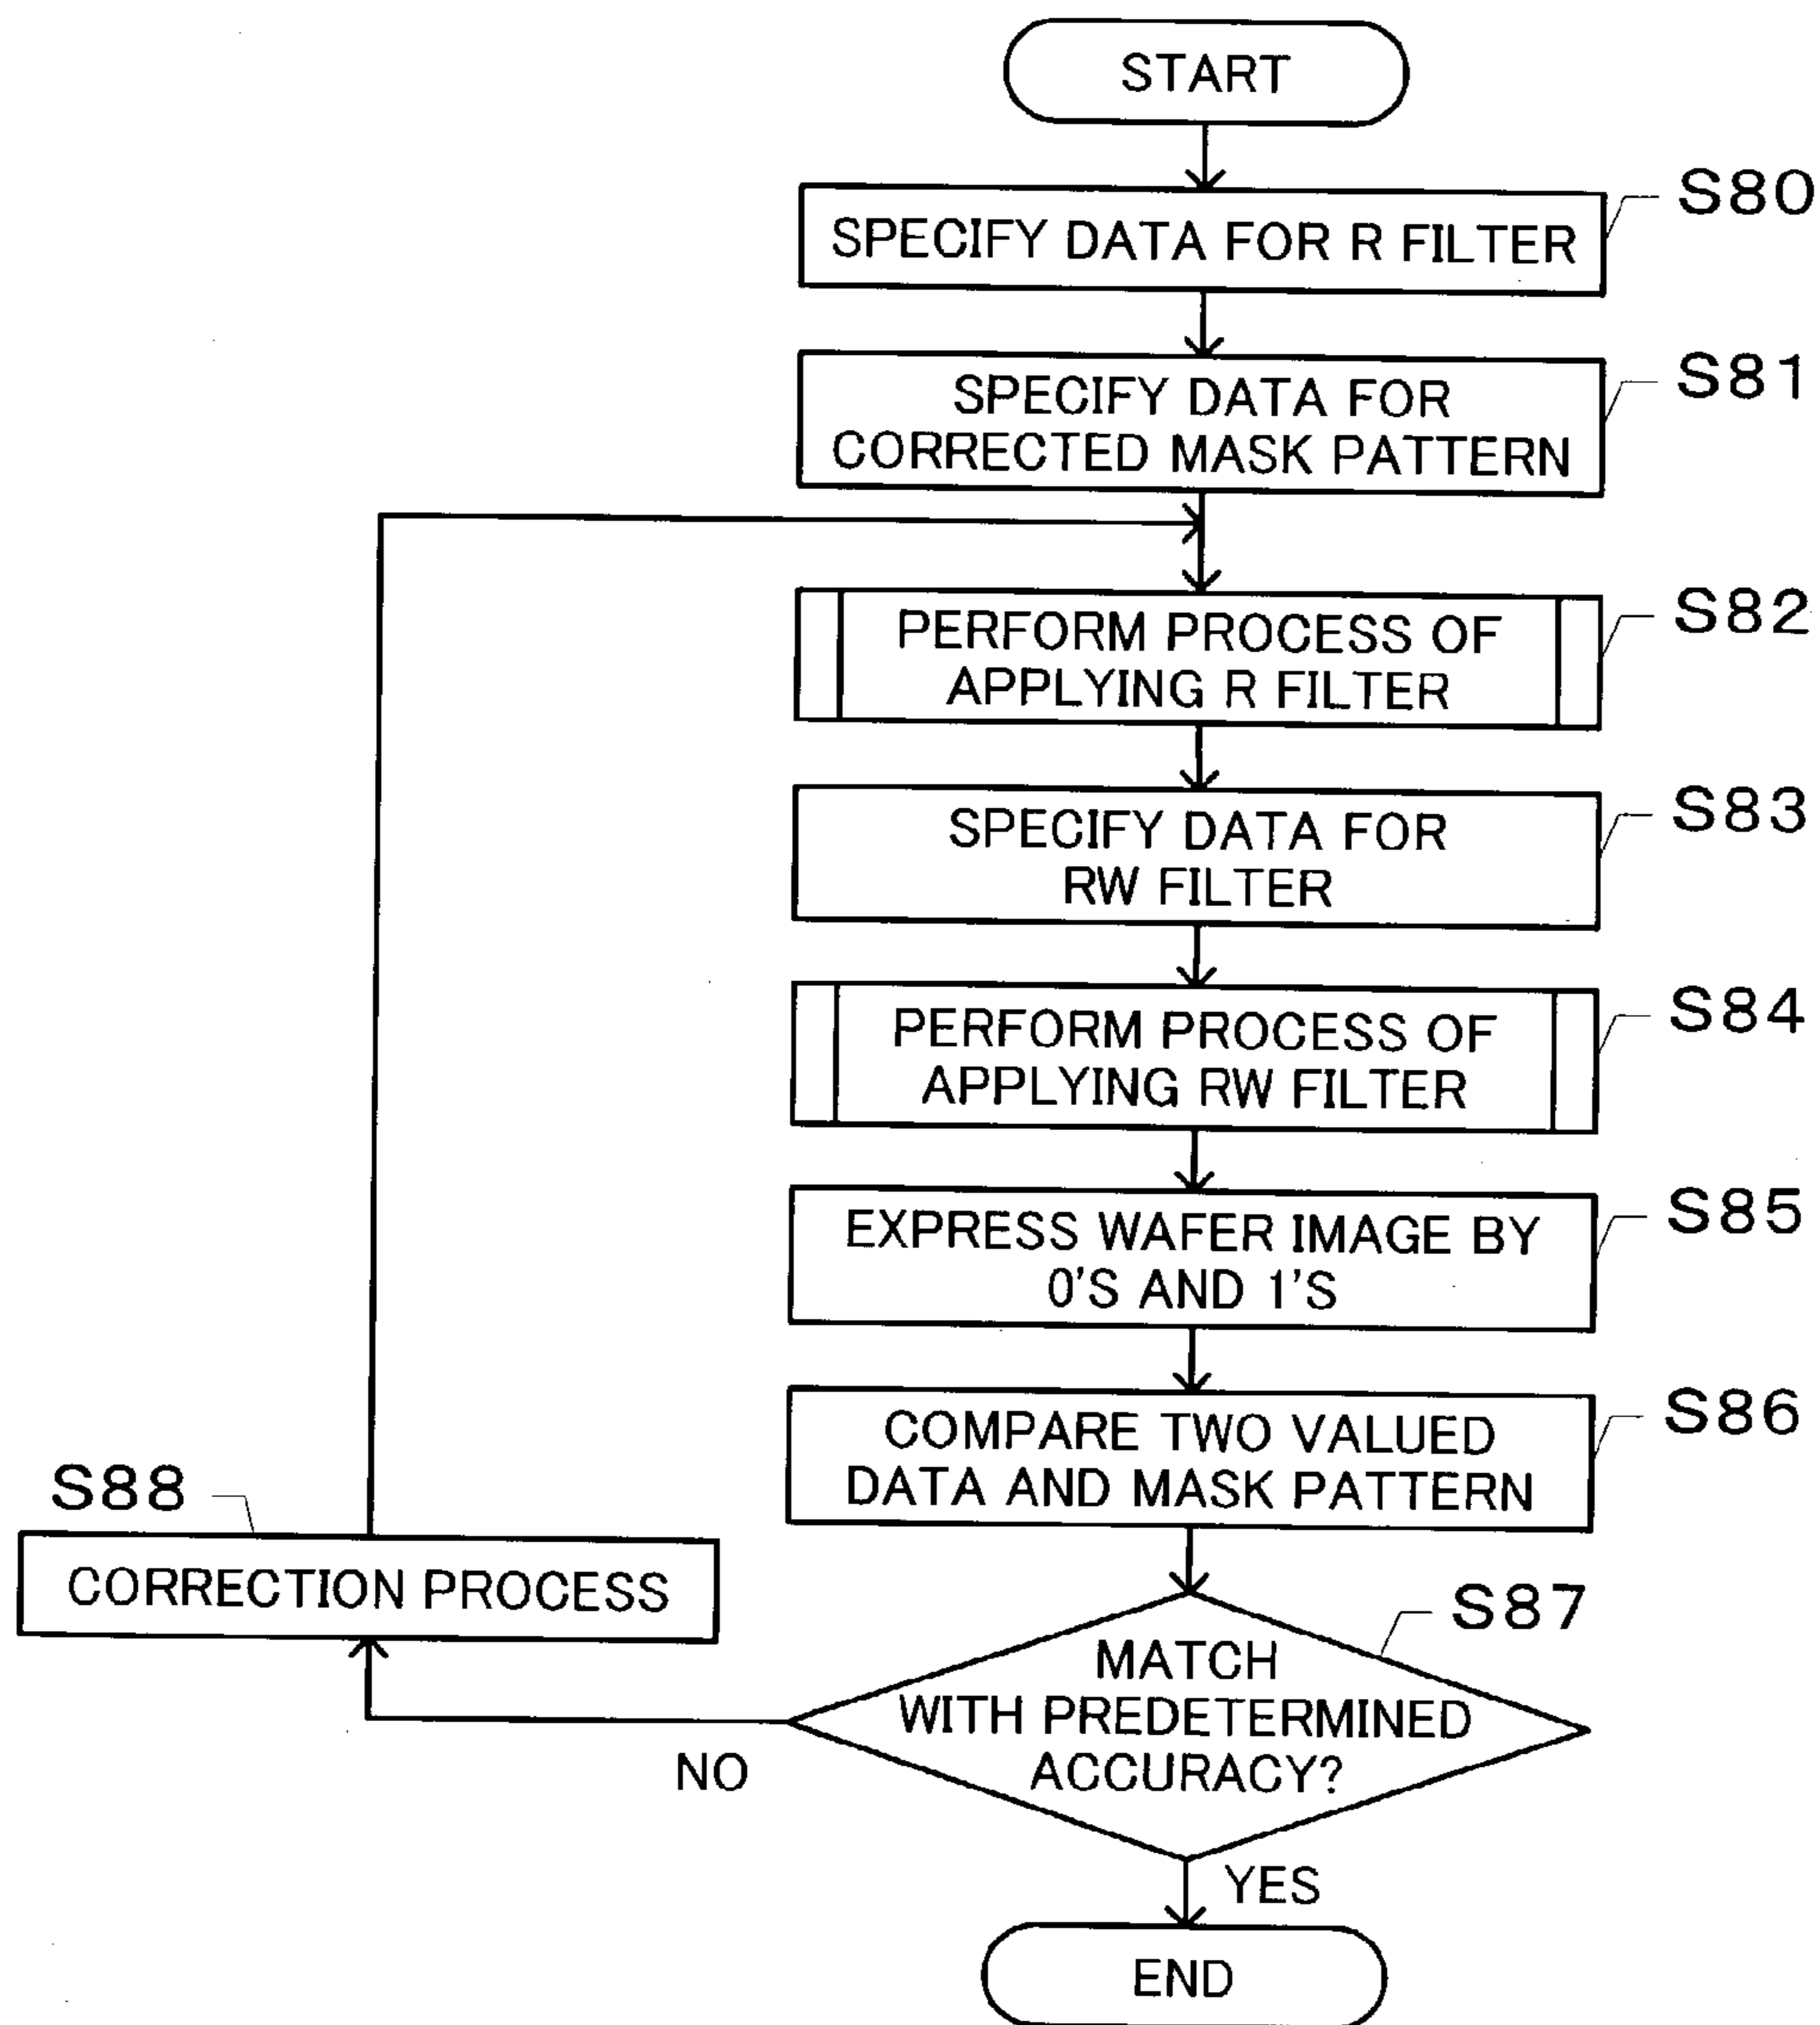 START
S80
SPECIFY DATA FOR R FILTER
S81
SPECIFY DATA FOR
CORRECTED MASK PATTERN
S82
PERFORM PROCESS OF
APPLYING R FILTER
S83
SPECIFY DATA FOR
RW FILTER
S84
PERFORM PROCESS OF
APPLYING RW FILTER
S85
EXPRESS WAFER IMAGE BY
0'S AND 1'S
S86
COMPARE TWO VALUED
DATA AND MASK PATTERN
S88
CORRECTION PROCESS
S87
MATCH
WITH PREDETERMINED
ACCURACY?
NO
YES
END